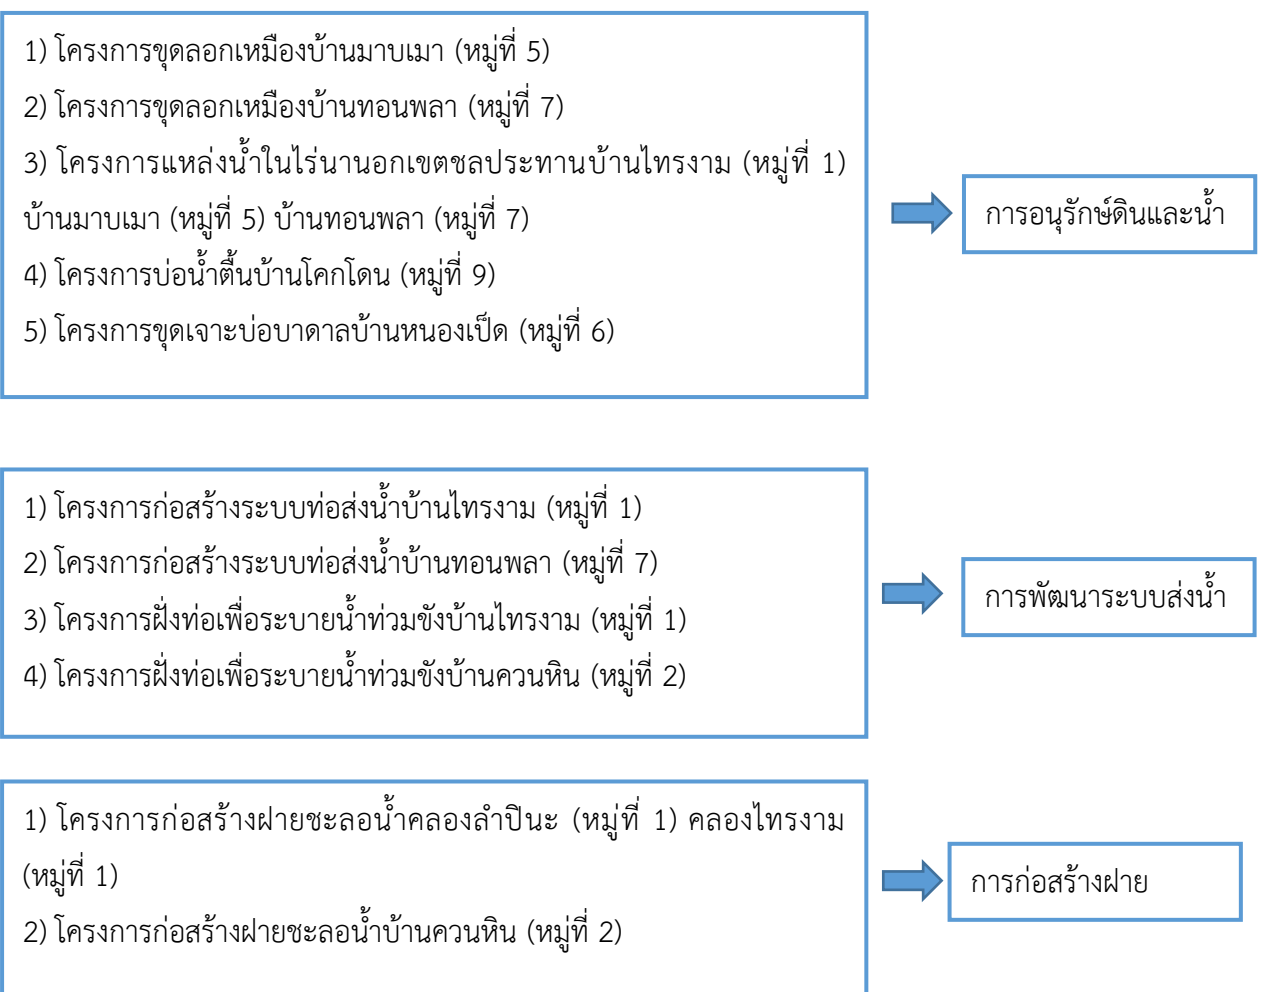 1) โครงการขุดลอกเหมืองบ้านมาบเมา (หมู่ที่ 5)
2) โครงการขุดลอกเหมืองบ้านทอนพลา (หมู่ที่ 7)
3) โครงการแหล่งน้ำในไร่นานอกเขตชลประทานบ้านไทรงาม (หมู่ที่ 1)
บ้านมาบเมา (หมู่ที่ 5) บ้านทอนพลา (หมู่ที่ 7)
4) โครงการบ่อน้ำตื้นบ้านโคกโดน (หมู่ที่ 9)
5) โครงการขุดเจาะบ่อบาดาลบ้านหนองเป็ด (หมู่ที่ 6)
การอนุรักษ์ดินและน้ำ
1) โครงการก่อสร้างระบบท่อส่งน้ำบ้านไทรงาม (หมู่ที่ 1)
2) โครงการก่อสร้างระบบท่อส่งน้ำบ้านทอนพลา (หมู่ที่ 7)
3) โครงการฝั่งท่อเพื่อระบายน้ำท่วมขังบ้านไทรงาม (หมู่ที่ 1)
4) โครงการฝั่งท่อเพื่อระบายน้ำท่วมขังบ้านควนหิน (หมู่ที่ 2)
การพัฒนาระบบส่งน้ำ
1) โครงการก่อสร้างฝายชะลอน้ำคลองลำปินะ (หมู่ที่ 1) คลองไทรงาม
(หมู่ที่ 1)
2) โครงการก่อสร้างฝายชะลอน้ำบ้านควนหิน (หมู่ที่ 2)
การก่อสร้างฝาย